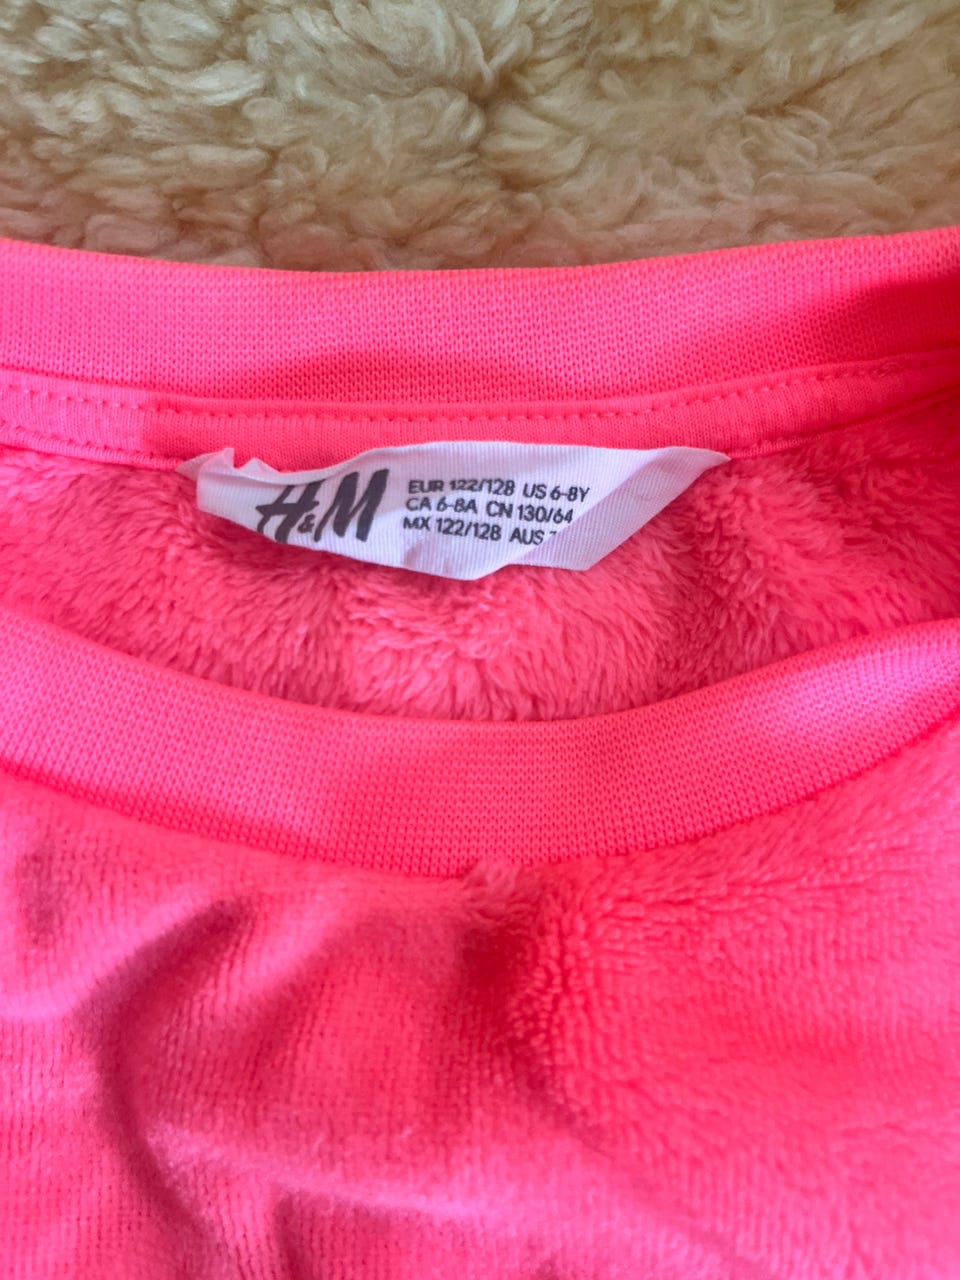 H&M
EUR 122/128 US 6-8Y
CA 6-8A CN 130/64
MX 122/128 AUS